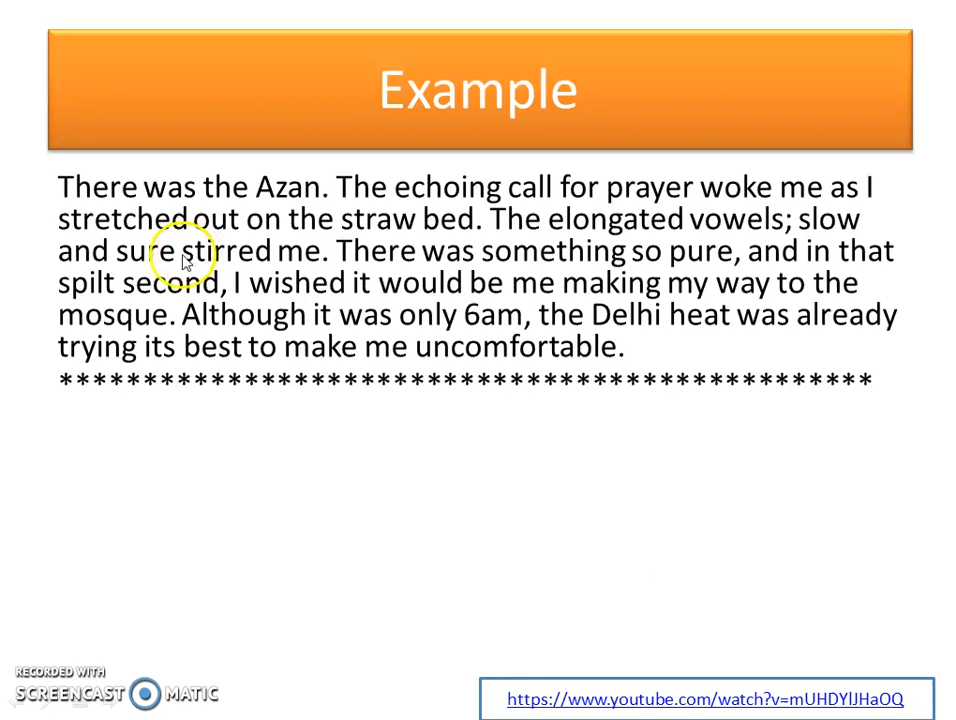 Example
There was the Azan. The echoing call for prayer woke me as I
stretched out on the straw bed. The elongated vowels; slow
and sure stirred me. There was something so pure, and in that
spilt second, I wished it would be me making my way to the
mosque. Although it was only 6am, the Delhi heat was already
trying its best to make me uncomfortable.
*************************************************
RECORDED WITH
SCREENCAST MATIC
https://www.youtube.com/watch?v=mUHDYlJHaOQ